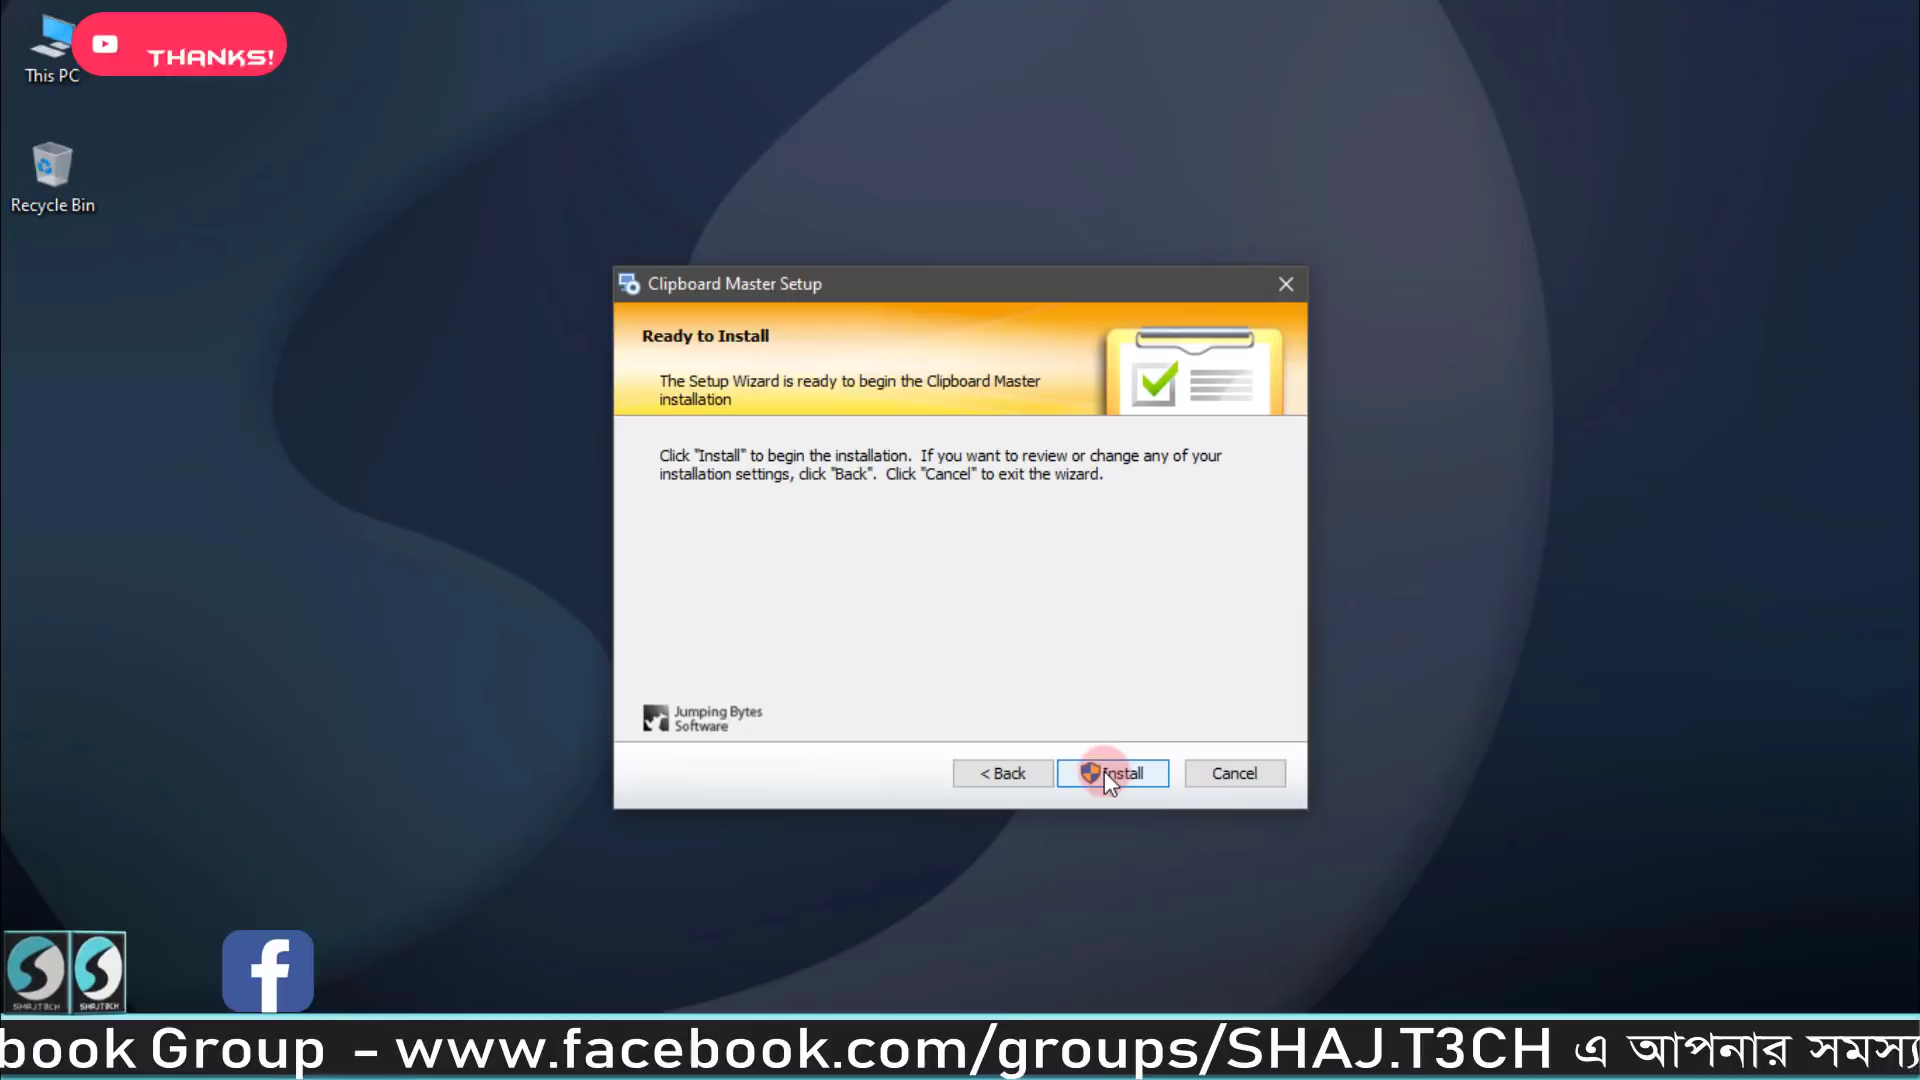 THANKS!
This PC
Recycle Bin
Clipboard Master Setup
Ready to Install
The Setup Wizard is ready to begin the Clipboard Master
installation
Click "Install" to begin the installation. If you want to review or change any of your
installation settings, click "Back". Click "Cancel" to exit the wizard.
Jumping Bytes
Software
< Back
Install
Cancel
SHAJT3CH
SHAJT3CH
book Group - www.facebook.com/groups/SHAJ.T3CH এ আপনার